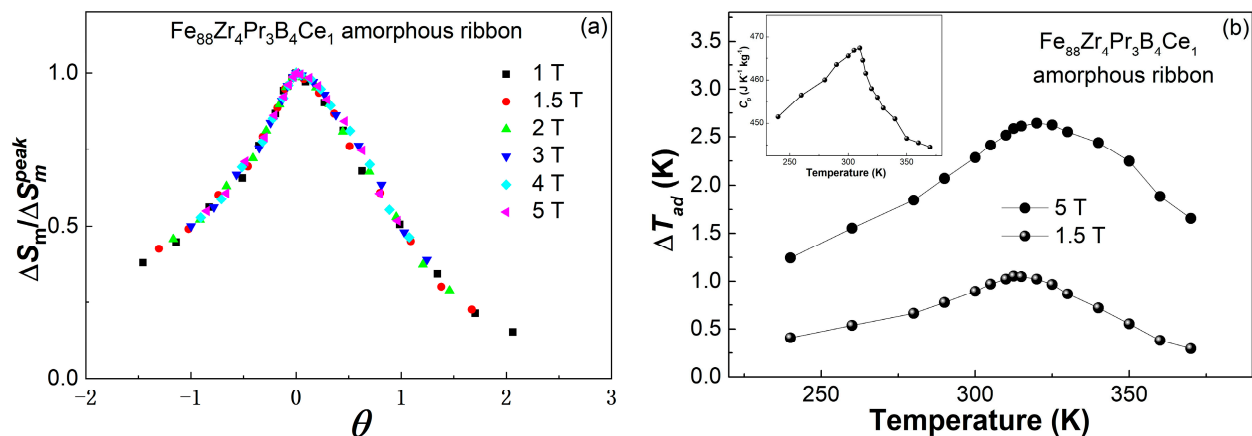 (a)
Fe88Zr4Pr3B4Ce1 amorphous ribbon
1 T
1.5 T
2 T
3 T
4 T
5 T
ΔSm/ΔSm^peak
1.0
0.5
0.0
−2
−1
0
1
2
θ
(b)
Fe88Zr4Pr3B4Ce1
amorphous ribbon
5 T
1.5 T
ΔTad (K)
3.5
3.0
2.5
2.0
1.5
1.0
0.5
0.0
250
300
350
Temperature (K)
Cp (J K-1 kg-1)
470
460
450
250
300
350
Temperature (K)